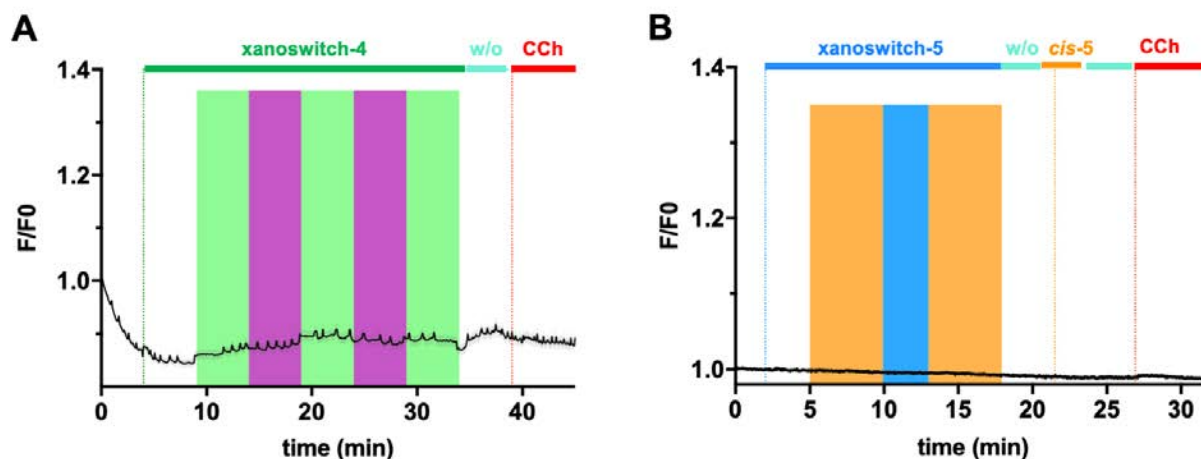 A
xanoswitch-4 w/o CCh
1.4
1.2
1.0
F/F0
0 10 20 30 40
time (min)
B
xanoswitch-5 w/o cis-5 CCh
1.4
1.2
1.0
F/F0
0 5 10 15 20 25 30
time (min)